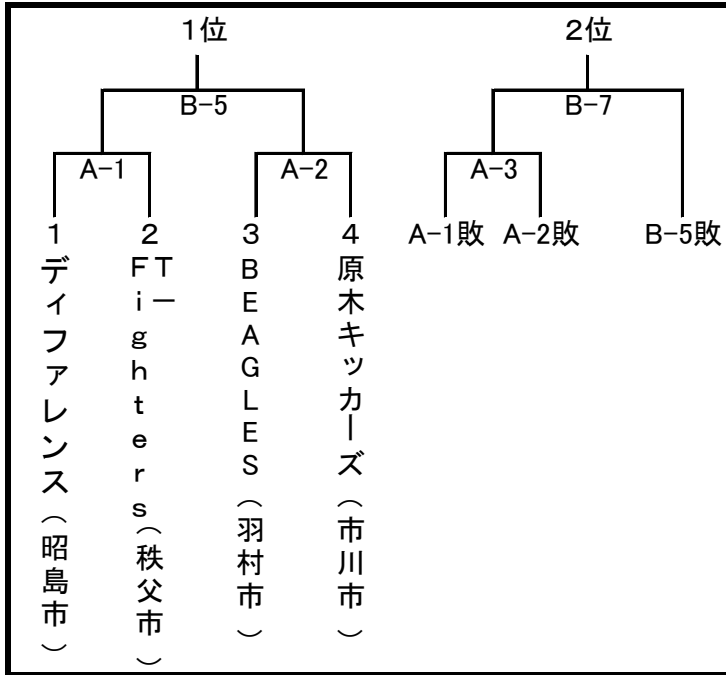 1位
2位
B-5
B-7
A-1
A-2
A-3
1
2
3
4
A-1敗
A-2敗
B-5敗
ディファレンス(昭島市)
T-
Fighters(秩父市)
BEAGLES(羽村市)
原木キッカーズ(市川市)